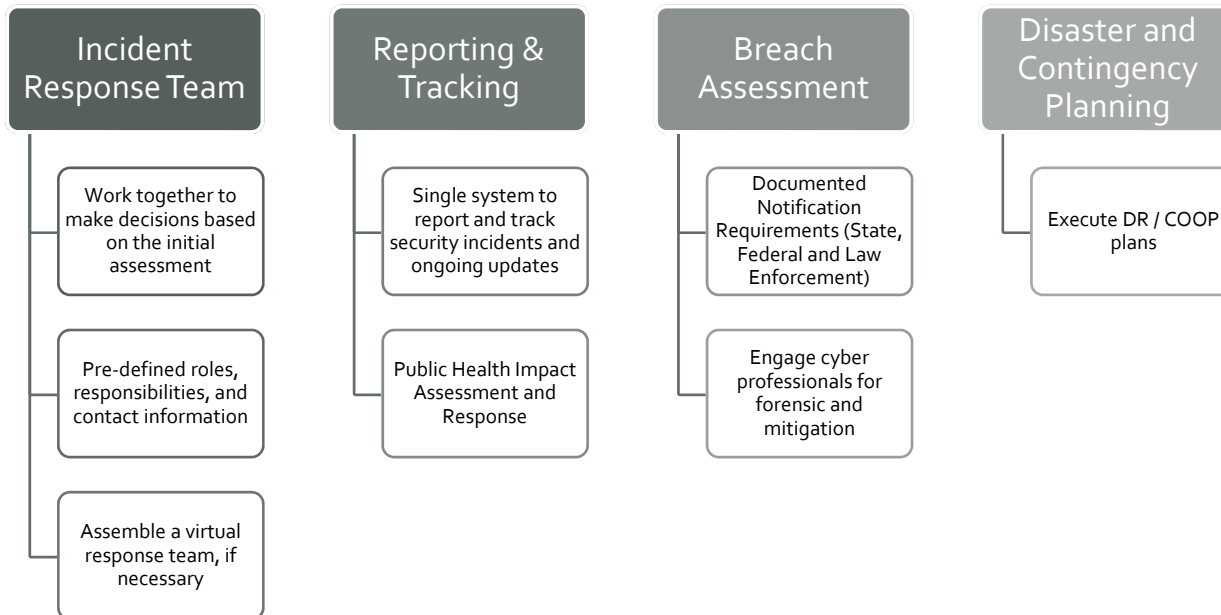 Incident
Response Team
Work together to
make decisions based
on the initial
assessment
Pre-defined roles,
responsibilities, and
contact information
Assemble a virtual
response team, if
necessary
Reporting &
Tracking
Single system to
report and track
security incidents and
ongoing updates
Public Health Impact
Assessment and
Response
Breach
Assessment
Documented
Notification
Requirements (State,
Federal and Law
Enforcement)
Engage cyber
professionals for
forensic and
mitigation
Disaster and
Contingency
Planning
Execute DR / COOP
plans